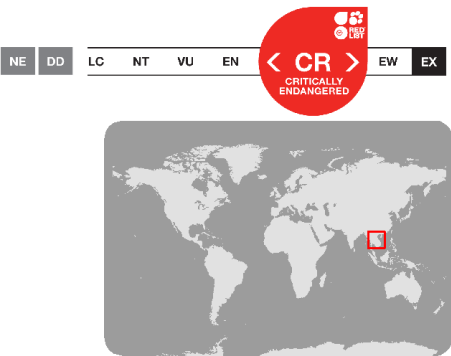 RED
LIST
NE DD LC NT VU EN < CR > EW EX
CRITICALLY
ENDANGERED